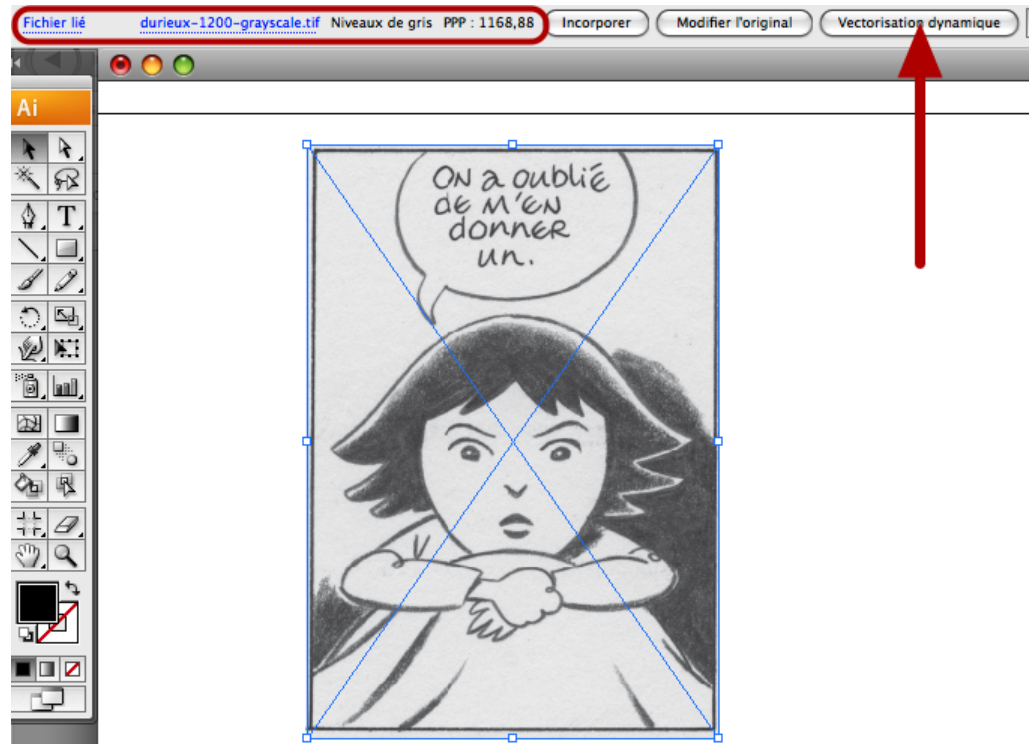 Fichier lié durieux-1200-grayscale.tif Niveaux de gris PPP : 1168,88 Incorporer Modifier l'original Vectorisation dynamique
Ai
T
ON a oublié
de m'en
donner
un.